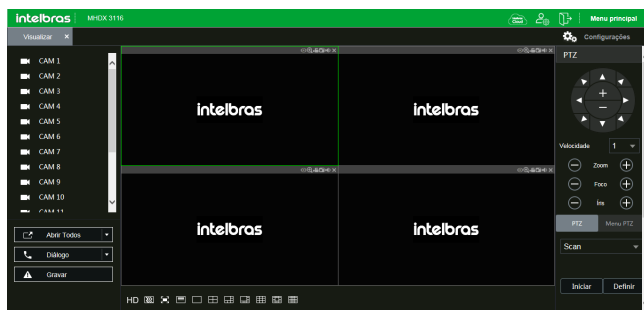 intelbras MHDX 3116 Menu principal
Visualizar × Configurações
CAM 1
CAM 2
CAM 3
CAM 4
CAM 5
CAM 6
CAM 7
CAM 8
CAM 9
CAM 10
CAM 11
Abrir Todos
Diálogo
Gravar
intelbras
intelbras
intelbras
intelbras
HD
PTZ
Velocidade 1
Zoom
Foco
Íris
PTZ Menu PTZ
Scan
Iniciar Definir